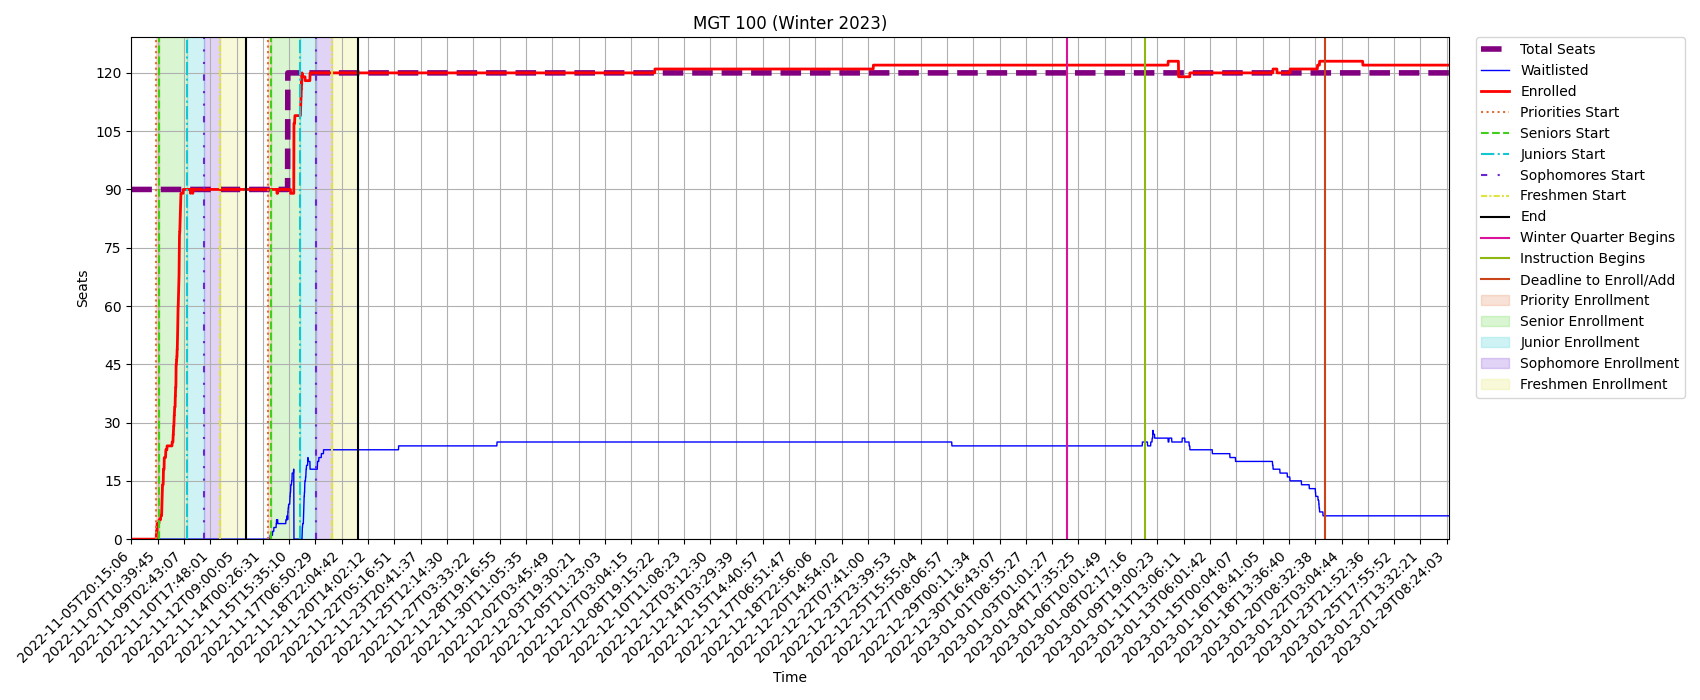 MGT 100 (Winter 2023)
Seats
120
105
90
75
60
45
30
15
0
2022-11-05T20:15:06
2022-11-07T10:39:45
2022-11-09T02:43:07
2022-11-10T17:48:01
2022-11-12T09:00:05
2022-11-14T00:26:31
2022-11-15T15:35:10
2022-11-17T06:50:29
2022-11-18T22:04:42
2022-11-20T14:02:12
2022-11-22T05:16:51
2022-11-23T20:41:37
2022-11-25T12:14:30
2022-11-27T03:33:22
2022-11-28T19:16:55
2022-11-30T11:05:35
2022-12-02T03:45:49
2022-12-03T19:30:21
2022-12-05T11:23:03
2022-12-07T03:04:15
2022-12-08T19:15:22
2022-12-10T11:08:23
2022-12-12T03:12:30
2022-12-14T03:29:39
2022-12-15T14:40:57
2022-12-17T06:51:47
2022-12-18T22:56:06
2022-12-20T14:54:02
2022-12-22T07:41:00
2022-12-23T23:39:53
2022-12-25T15:55:04
2022-12-27T08:06:57
2022-12-29T00:11:34
2022-12-30T16:43:07
2023-01-01T08:55:27
2023-01-03T01:01:27
2023-01-04T17:35:25
2023-01-06T10:01:49
2023-01-08T02:17:16
2023-01-09T19:00:23
2023-01-11T13:06:11
2023-01-13T06:01:42
2023-01-15T00:04:07
2023-01-16T18:41:05
2023-01-18T13:36:40
2023-01-20T08:32:38
2023-01-22T03:04:44
2023-01-23T21:52:36
2023-01-25T17:55:52
2023-01-27T13:32:21
2023-01-29T08:24:03
Time
Total Seats
Waitlisted
Enrolled
Priorities Start
Seniors Start
Juniors Start
Sophomores Start
Freshmen Start
End
Winter Quarter Begins
Instruction Begins
Deadline to Enroll/Add
Priority Enrollment
Senior Enrollment
Junior Enrollment
Sophomore Enrollment
Freshmen Enrollment